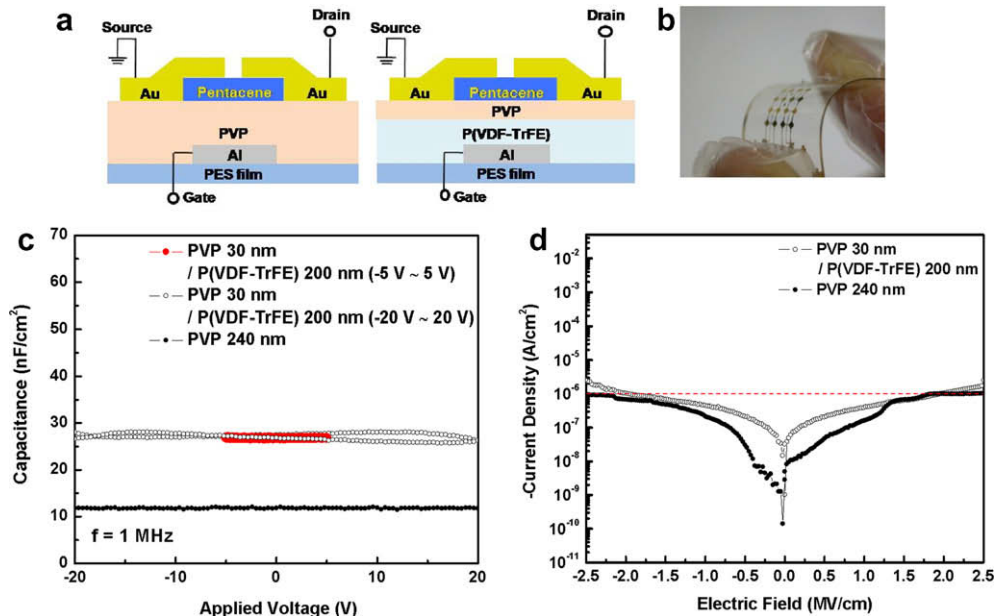 a
Source
Drain
Au
Pentacene
Au
PVP
Al
PES film
Gate
Source
Drain
Au
Pentacene
Au
PVP
P(VDF-TrFE)
Al
PES film
Gate
b
c
Capacitance (nF/cm²)
70
60
50
40
30
20
10
0
PVP 30 nm
/ P(VDF-TrFE) 200 nm (-5 V ~ 5 V)
PVP 30 nm
/ P(VDF-TrFE) 200 nm (-20 V ~ 20 V)
PVP 240 nm
f = 1 MHz
-20 -10 0 10 20
Applied Voltage (V)
d
-Current Density (A/cm²)
10⁻²
10⁻³
10⁻⁴
10⁻⁵
10⁻⁶
10⁻⁷
10⁻⁸
10⁻⁹
10⁻¹⁰
10⁻¹¹
PVP 30 nm
/ P(VDF-TrFE) 200 nm
PVP 240 nm
-2.5 -2.0 -1.5 -1.0 -0.5 0.0 0.5 1.0 1.5 2.0 2.5
Electric Field (MV/cm)